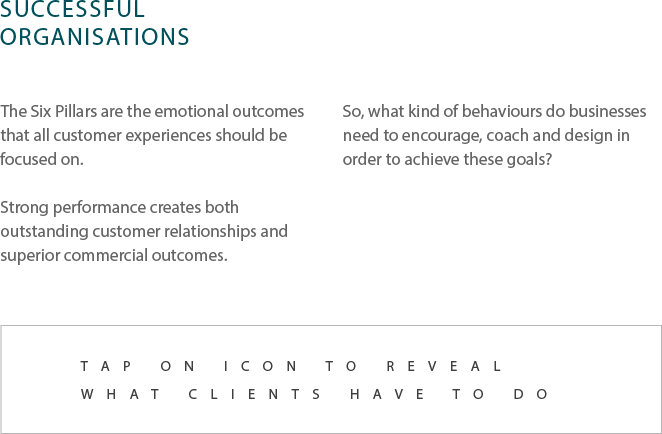 SUCCESSFUL
ORGANISATIONS
The Six Pillars are the emotional outcomes
that all customer experiences should be
focused on.
Strong performance creates both
outstanding customer relationships and
superior commercial outcomes.
So, what kind of behaviours do businesses
need to encourage, coach and design in
order to achieve these goals?
TAP ON ICON TO REVEAL
WHAT CLIENTS HAVE TO DO